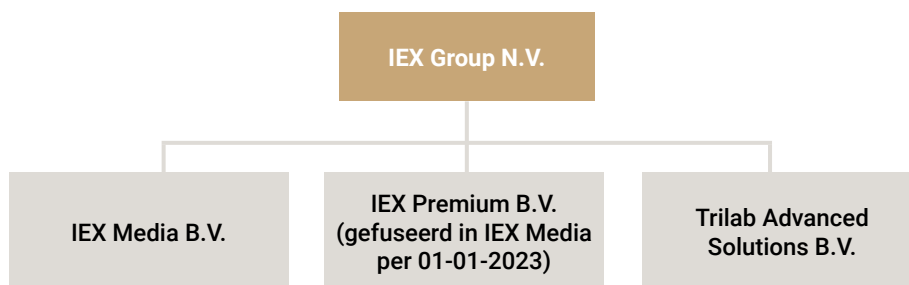 IEX Group N.V.
IEX Media B.V.
IEX Premium B.V.
(gefuseerd in IEX Media
per 01-01-2023)
Trilab Advanced
Solutions B.V.